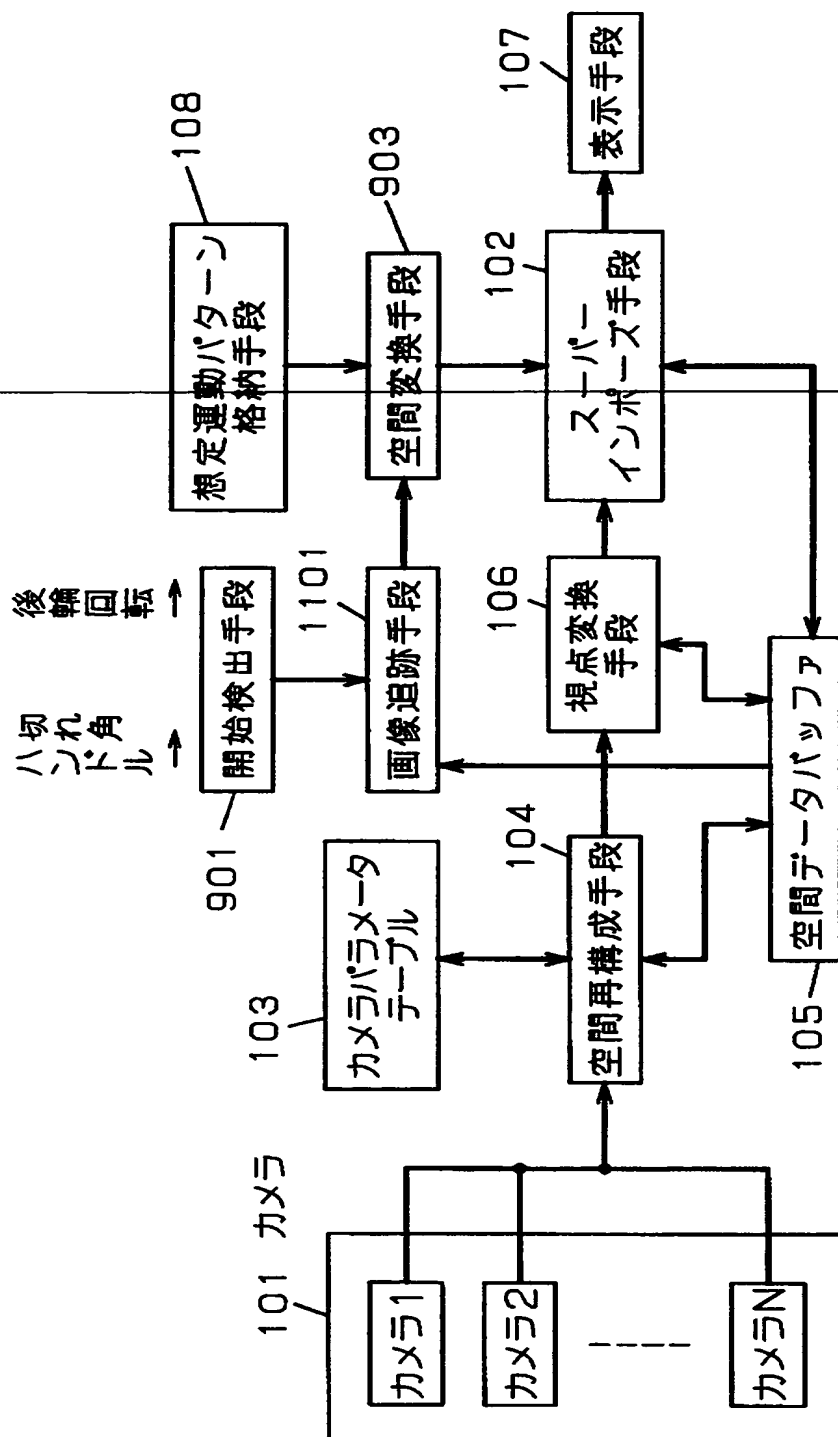 ハンドル
切れ角
後輪回転
901
開始検出手段
想定運動パターン
格納手段
108
103
カメラパラメータ
テーブル
1101
画像追跡手段
空間変換手段
903
101 カメラ
カメラ1
カメラ2
カメラN
104
空間再構成手段
106
視点変換
手段
102
スーパー
インポーズ手段
107
表示手段
105
空間データバッファ